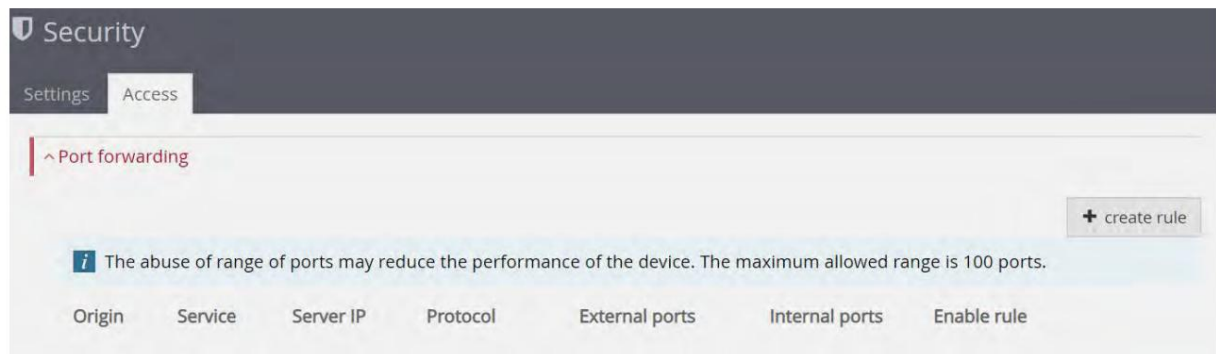 Security
Settings Access
Port forwarding
+ create rule
i The abuse of range of ports may reduce the performance of the device. The maximum allowed range is 100 ports.
Origin Service Server IP Protocol External ports Internal ports Enable rule